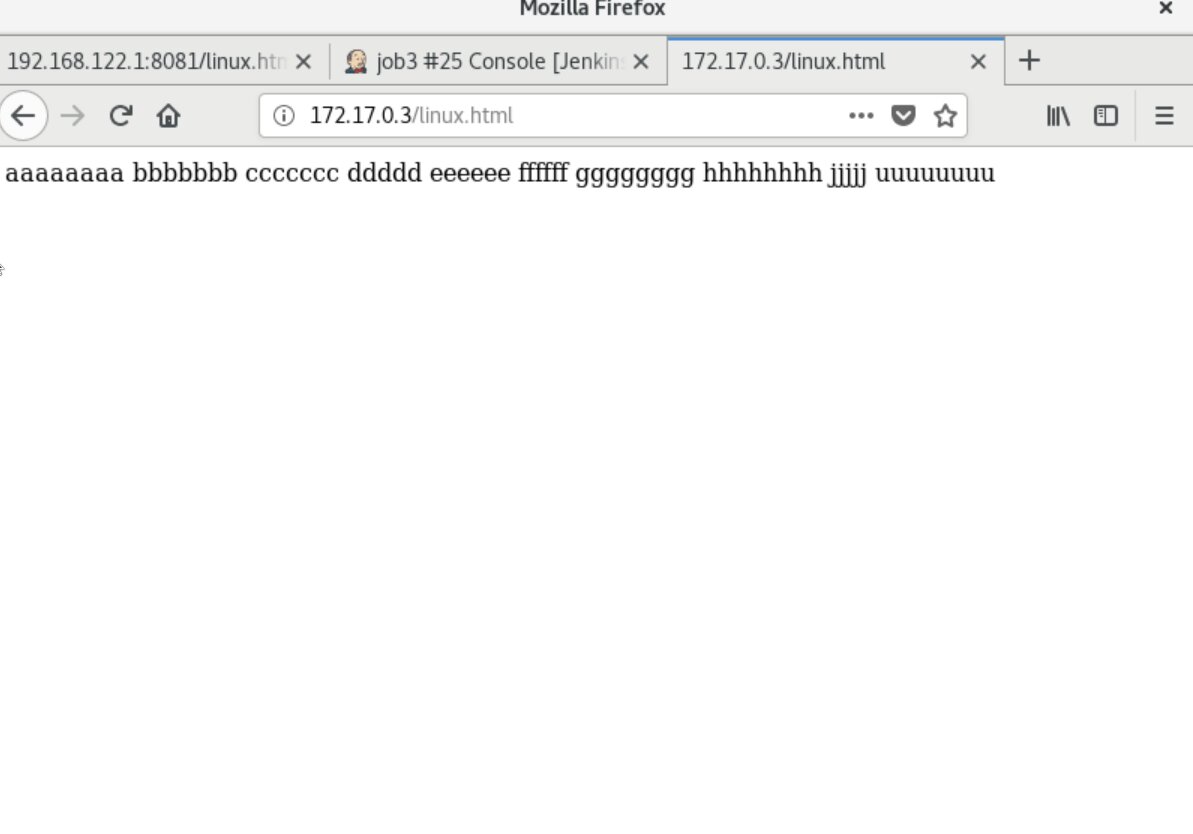 Mozilla Firefox
192.168.122.1:8081/linux.htm job3 #25 Console [Jenkins 172.17.0.3/linux.html
172.17.0.3/linux.html
aaaaaaaa bbbbbbb ccccccc ddddd eeeeee ffffff gggggggg hhhhhhhh jjjjj uuuuuuuu